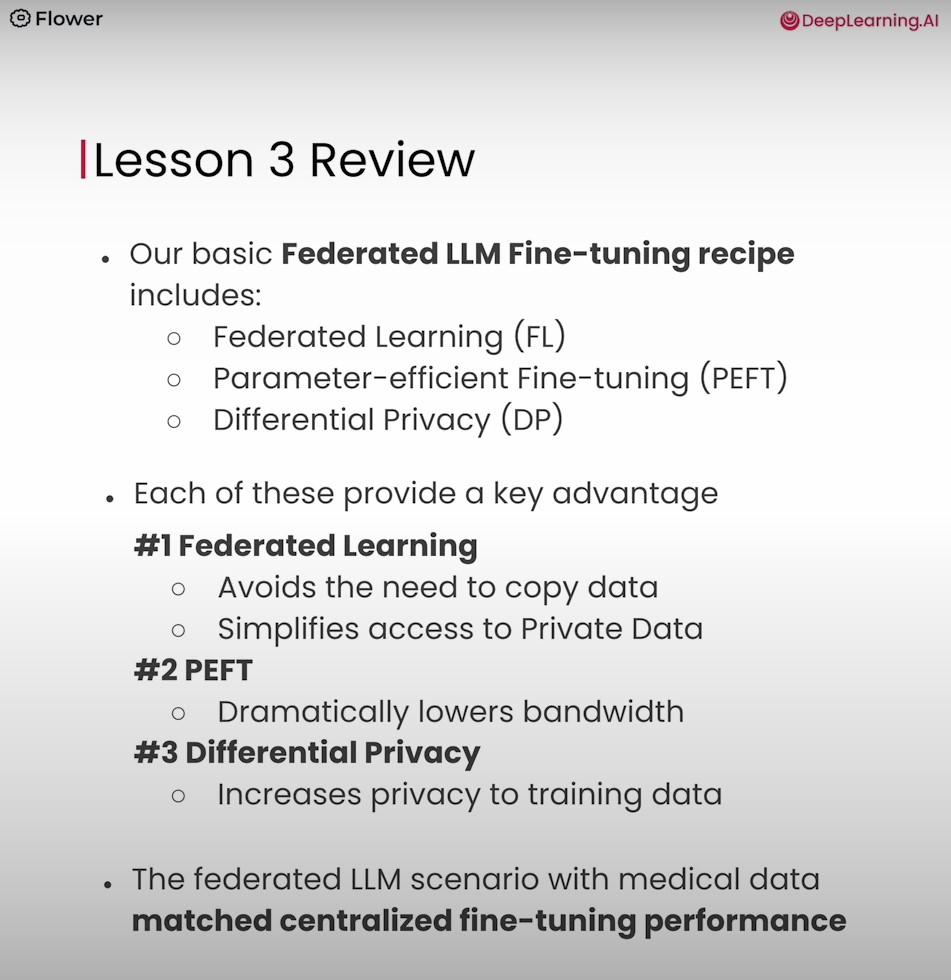 Flower
DeepLearning.AI
Lesson 3 Review
• Our basic Federated LLM Fine-tuning recipe
includes:
○ Federated Learning (FL)
○ Parameter-efficient Fine-tuning (PEFT)
○ Differential Privacy (DP)
• Each of these provide a key advantage
#1 Federated Learning
○ Avoids the need to copy data
○ Simplifies access to Private Data
#2 PEFT
○ Dramatically lowers bandwidth
#3 Differential Privacy
○ Increases privacy to training data
• The federated LLM scenario with medical data
matched centralized fine-tuning performance